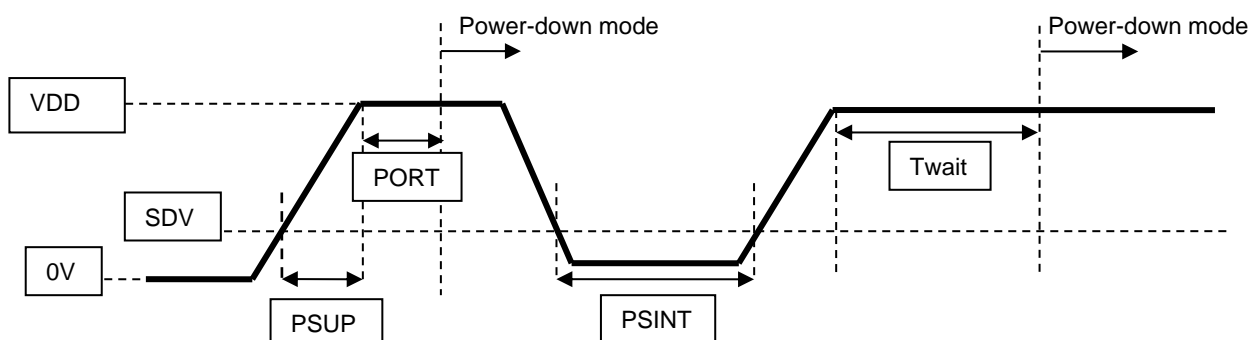 Power-down mode
Power-down mode
VDD
PORT
Twait
SDV
0V
PSUP
PSINT